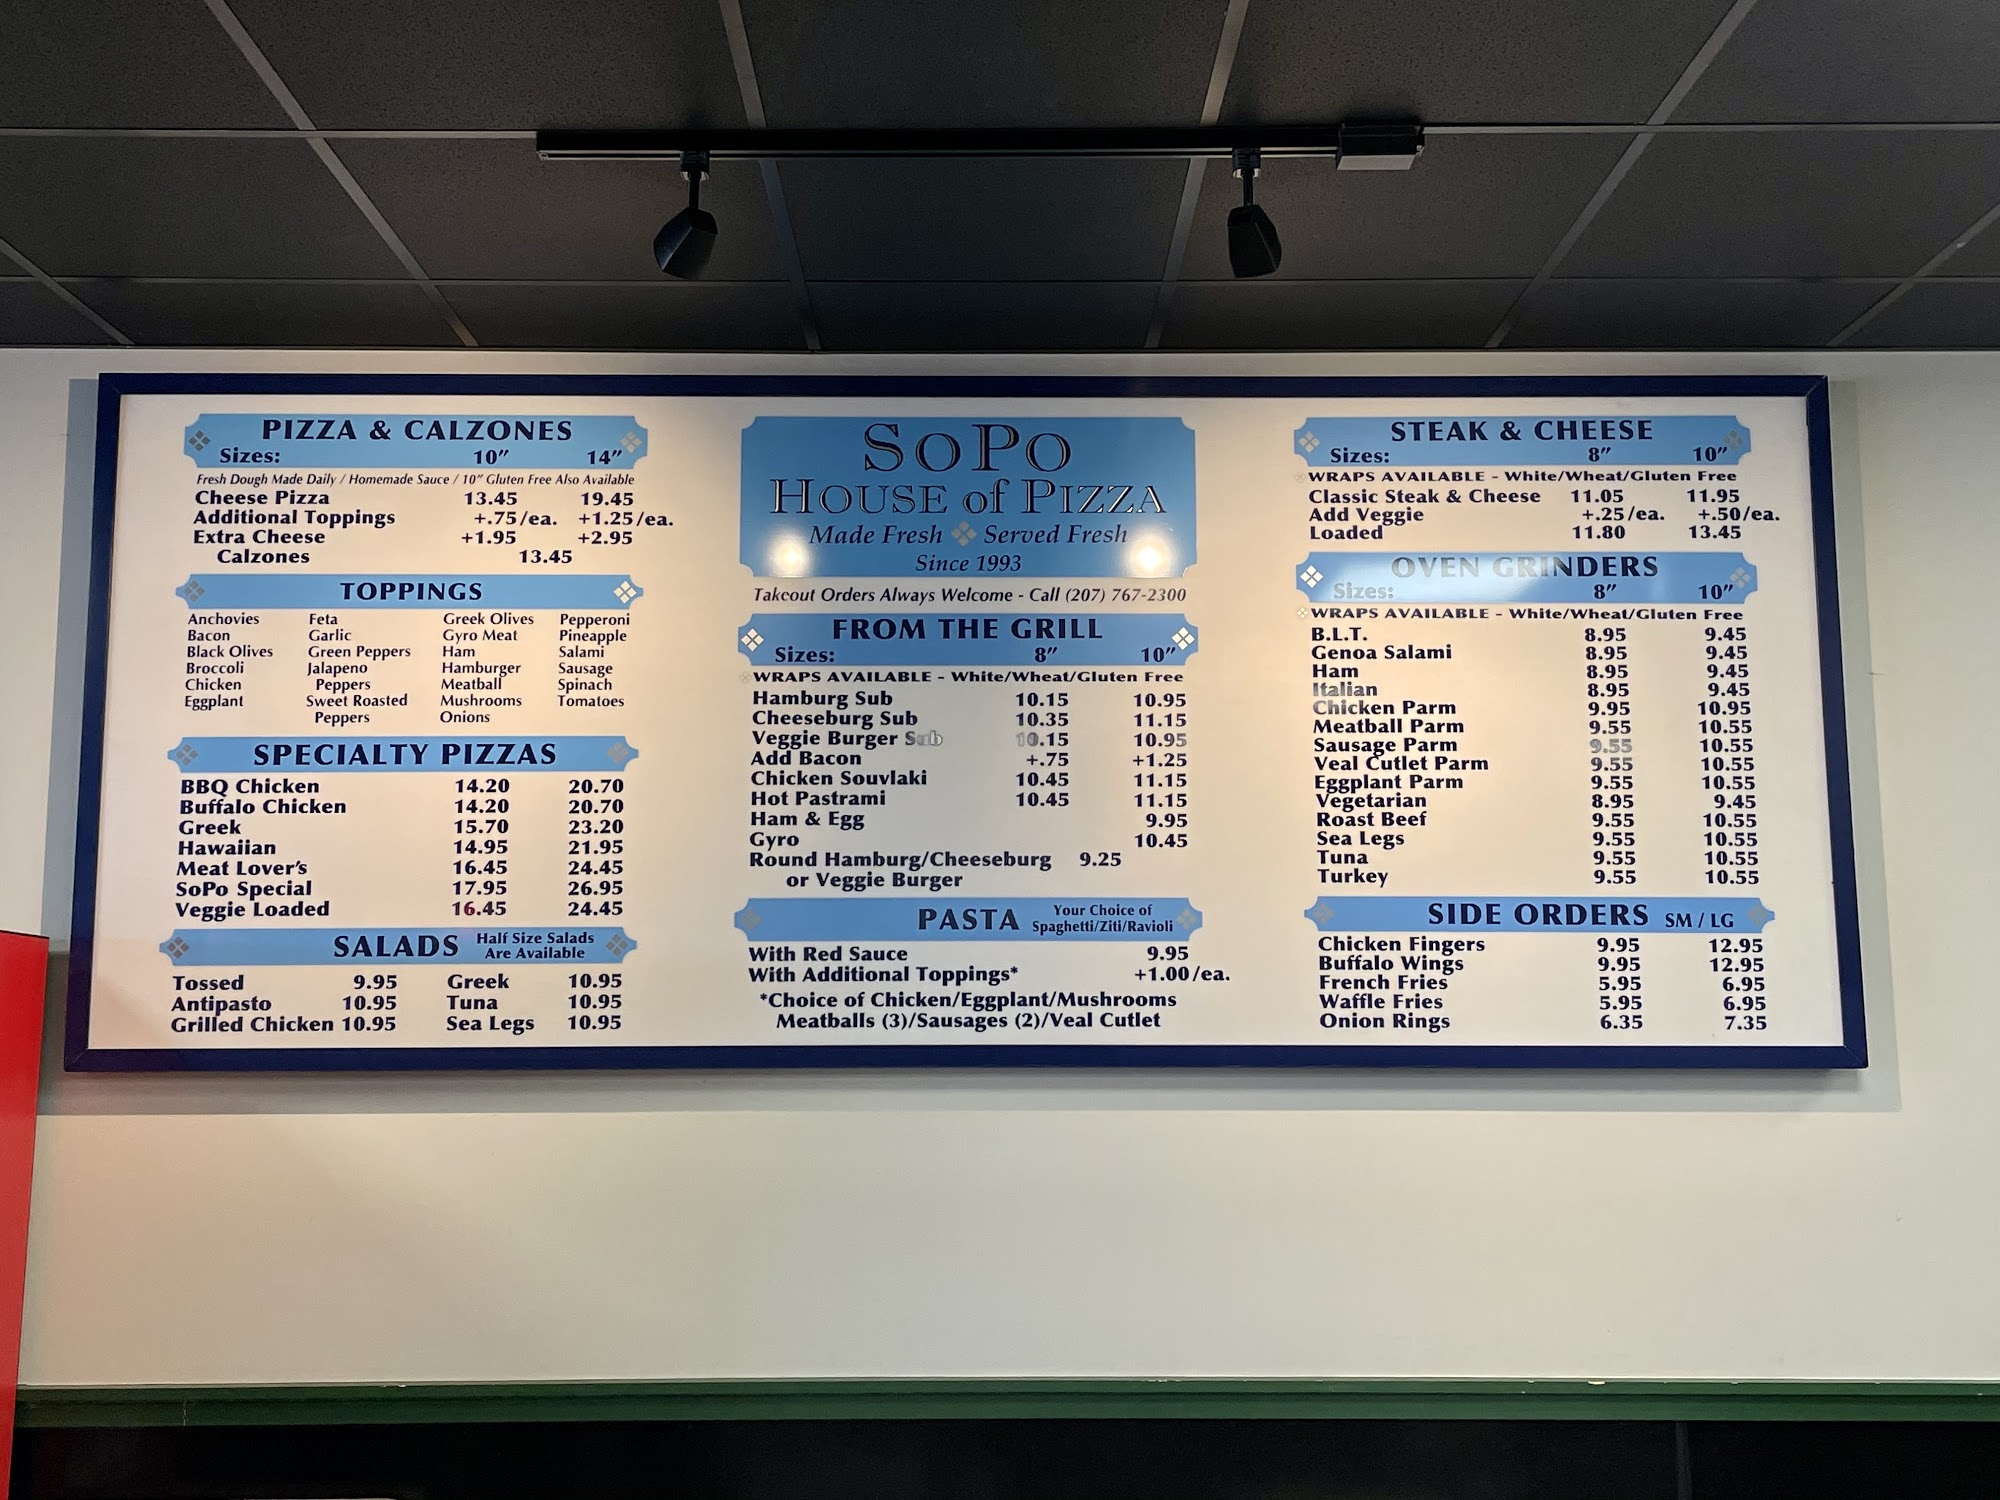 PIZZA & CALZONES
Sizes: 10" 14"
Fresh Dough Made Daily / Homemade Sauce / 10" Gluten Free Also Available
Cheese Pizza 13.45 19.45
Additional Toppings +.75/ea. +1.25/ea.
Extra Cheese +1.95 +2.95
Calzones 13.45
TOPPINGS
Anchovies Feta Greek Olives Pepperoni
Bacon Garlic Gyro Meat Pineapple
Black Olives Green Peppers Ham Salami
Broccoli Jalapeno Hamburger Sausage
Chicken Peppers Meatball Spinach
Eggplant Sweet Roasted Mushrooms Tomatoes
Peppers Onions
SPECIALTY PIZZAS
BBQ Chicken 14.20 20.70
Buffalo Chicken 14.20 20.70
Greek 15.70 23.20
Hawaiian 14.95 21.95
Meat Lover's 16.45 24.45
SoPo Special 17.95 26.95
Veggie Loaded 16.45 24.45
SALADS Half Size Salads
Are Available
Tossed 9.95 Greek 10.95
Antipasto 10.95 Tuna 10.95
Grilled Chicken 10.95 Sea Legs 10.95
SoPo
HOUSE of PIZZA
Made Fresh Served Fresh
Since 1993
Takeout Orders Always Welcome - Call (207) 767-2300
FROM THE GRILL
Sizes: 8" 10"
WRAPS AVAILABLE - White/Wheat/Gluten Free
Hamburg Sub 10.15 10.95
Cheeseburg Sub 10.35 11.15
Veggie Burger Sub 10.15 10.95
Add Bacon +.75 +1.25
Chicken Souvlaki 10.45 11.15
Hot Pastrami 10.45 11.15
Ham & Egg 9.95
Gyro 10.45
Round Hamburg/Cheeseburg 9.25
or Veggie Burger
PASTA Your Choice of
Spaghetti/Ziti/Ravioli
With Red Sauce 9.95
With Additional Toppings* +1.00/ea.
*Choice of Chicken/Eggplant/Mushrooms
Meatballs (3)/Sausages (2)/Veal Cutlet
STEAK & CHEESE
Sizes: 8" 10"
WRAPS AVAILABLE - White/Wheat/Gluten Free
Classic Steak & Cheese 11.05 11.95
Add Veggie +.25/ea. +.50/ea.
Loaded 11.80 13.45
OVEN GRINDERS
Sizes: 8" 10"
WRAPS AVAILABLE - White/Wheat/Gluten Free
B.L.T. 8.95 9.45
Genoa Salami 8.95 9.45
Ham 8.95 9.45
Italian 8.95 9.45
Chicken Parm 9.95 10.95
Meatball Parm 9.55 10.55
Sausage Parm 9.55 10.55
Veal Cutlet Parm 9.55 10.55
Eggplant Parm 9.55 10.55
Vegetarian 8.95 9.45
Roast Beef 9.55 10.55
Sea Legs 9.55 10.55
Tuna 9.55 10.55
Turkey 9.55 10.55
SIDE ORDERS SM / LG
Chicken Fingers 9.95 12.95
Buffalo Wings 9.95 12.95
French Fries 5.95 6.95
Waffle Fries 5.95 6.95
Onion Rings 6.35 7.35